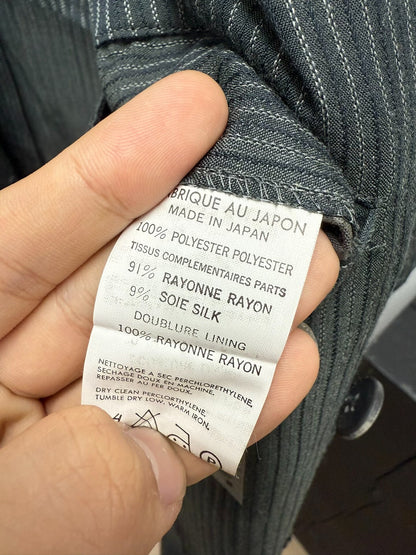 BRIQUE AU JAPON
MADE IN JAPAN
100% POLYESTER POLYESTER
TISSUS COMPLEMENTAIRES PARTS
91% RAYONNE RAYON
9% SOIE SILK
DOUBLURE LINING
100% RAYONNE RAYON
NETTOYAGE A SEC PERCHLORETHYLENE.
SECHAGE DOUX EN MACHINE.
REPASSER AU FER DOUX.
DRY CLEAN PERCLORETHYLENE.
TUMBLE DRY LOW. WARM IRON.
P